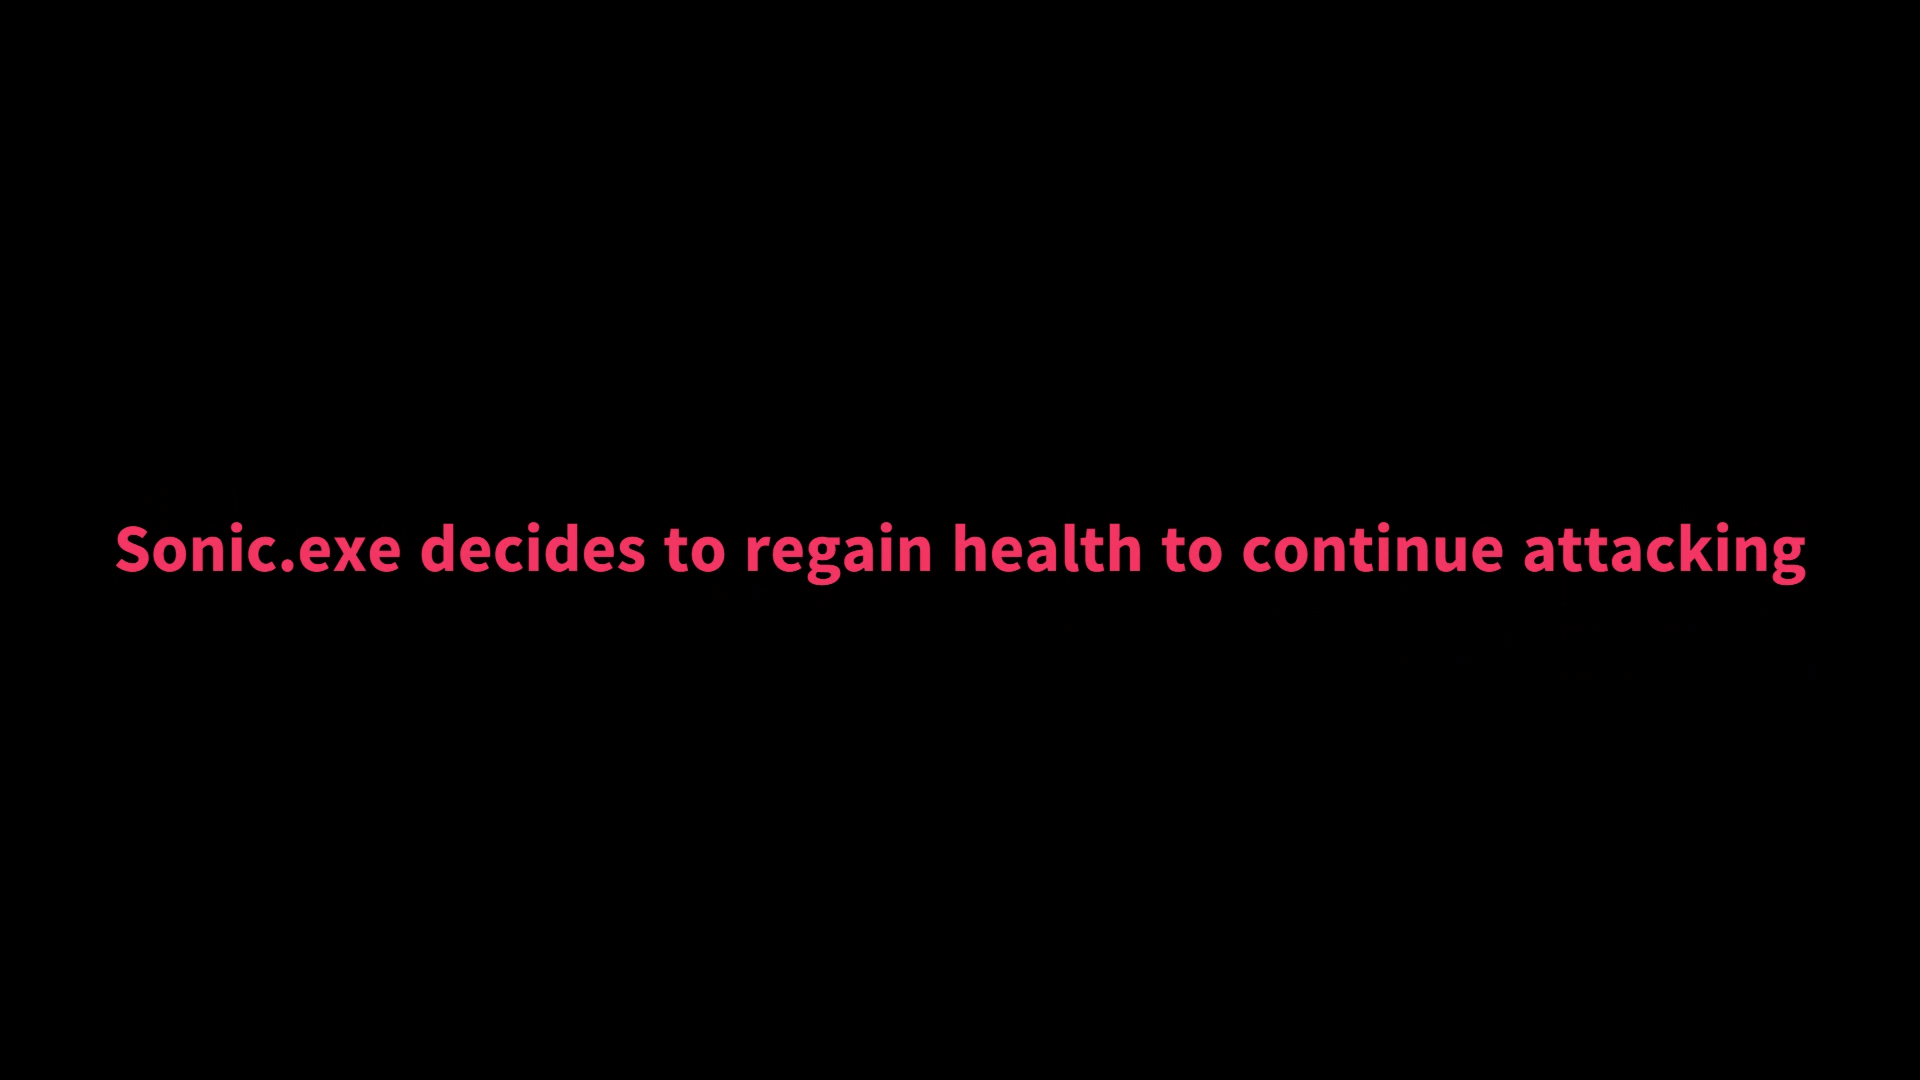 Sonic.exe decides to regain health to continue attacking